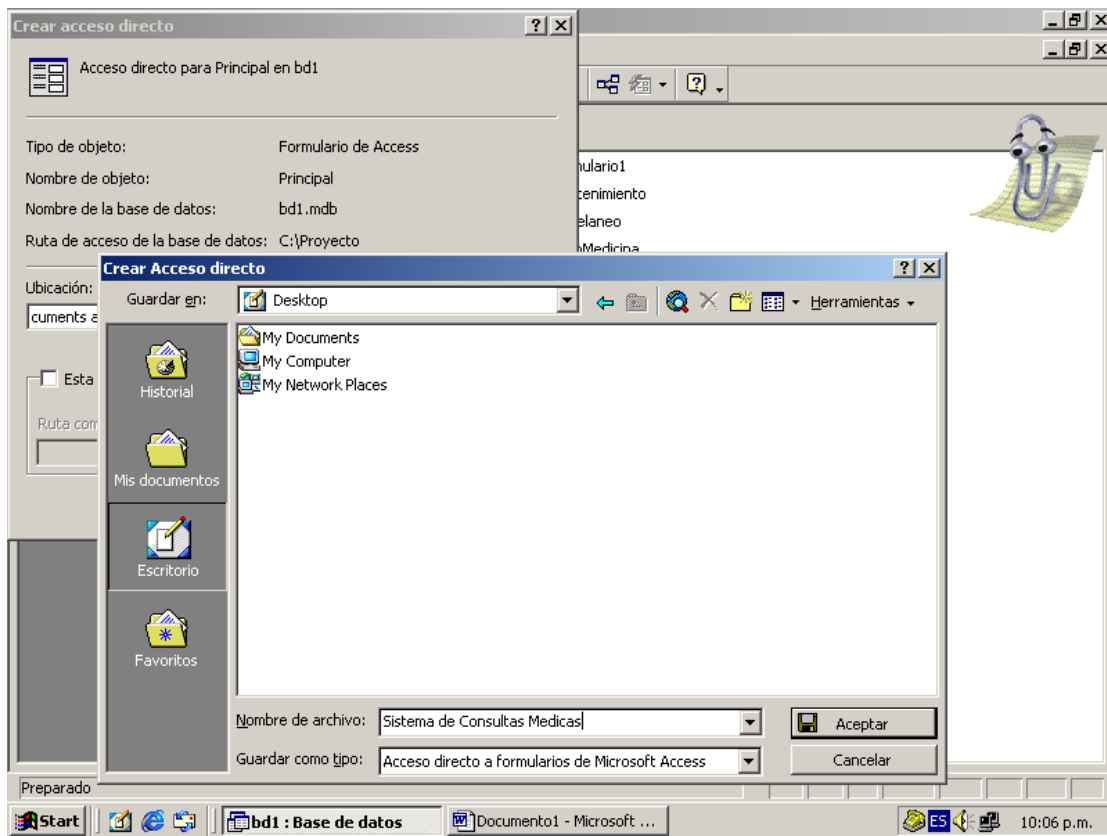 Crear acceso directo
Acceso directo para Principal en bd1
Tipo de objeto: Formulario de Access
Nombre de objeto: Principal
Nombre de la base de datos: bd1.mdb
Ruta de acceso de la base de datos: C:\Proyecto
Ubicación:
cuments a
Esta
Ruta com
nulario1
tenimiento
elaneo
Medicina
Crear Acceso directo
Guardar en: Desktop Herramientas
My Documents
My Computer
My Network Places
Historial
Mis documentos
Escritorio
Favoritos
Nombre de archivo: Sistema de Consultas Medicas Aceptar
Guardar como tipo: Acceso directo a formularios de Microsoft Access Cancelar
Preparado
Start bd1 : Base de datos Documento1 - Microsoft ... ES 10:06 p.m.